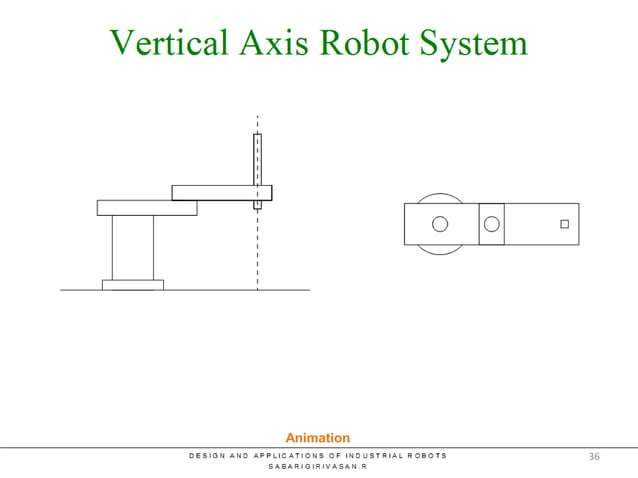 Vertical Axis Robot System
Animation
DESIGN AND APPLICATIONS OF INDUSTRIAL ROBOTS
36
SABARIGIRIVASAN.R